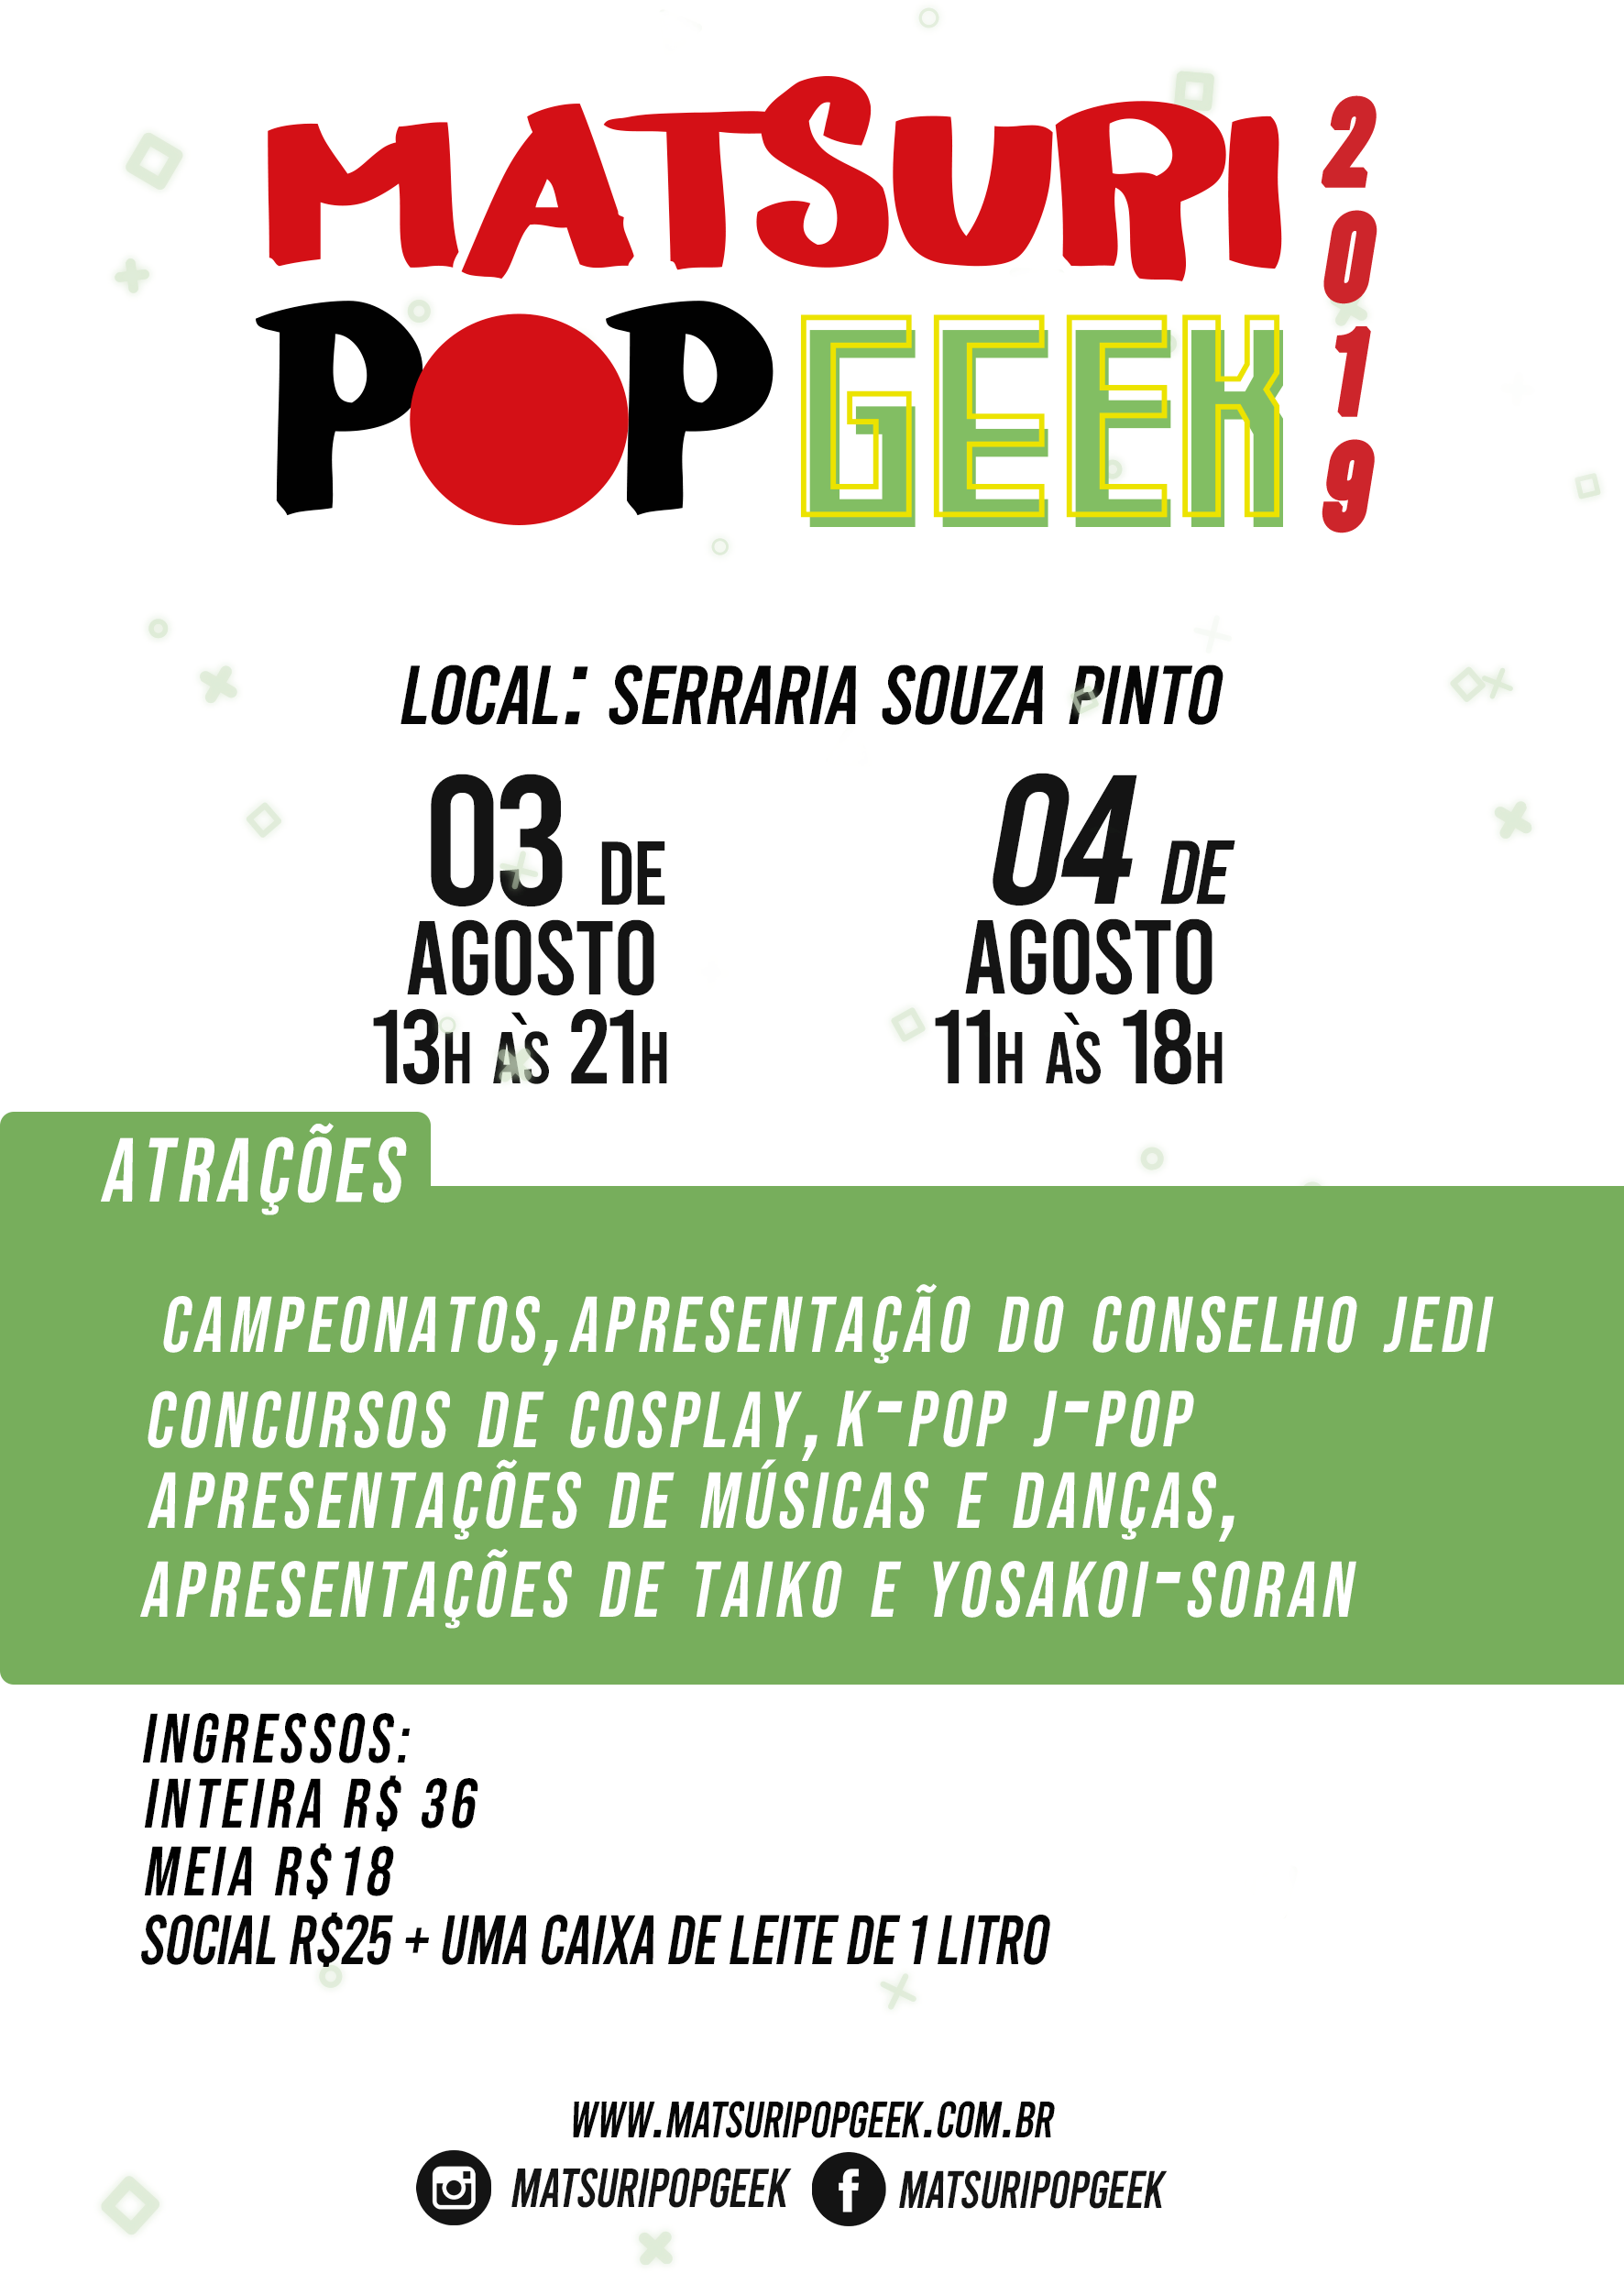 MATSURI
POP GEEK
2019
LOCAL: SERRARIA SOUZA PINTO
03 DE
AGOSTO
13H ÀS 21H
04 DE
AGOSTO
11H ÀS 18H
ATRAÇÕES
CAMPEONATOS,APRESENTAÇÃO DO CONSELHO JEDI
CONCURSOS DE COSPLAY, K-POP J-POP
APRESENTAÇÕES DE MÚSICAS E DANÇAS,
APRESENTAÇÕES DE TAIKO E YOSAKOI-SORAN
INGRESSOS:
INTEIRA R$ 36
MEIA R$18
SOCIAL R$25 + UMA CAIXA DE LEITE DE 1 LITRO
WWW.MATSURIPOPGEEK.COM.BR
MATSURIPOPGEEK
MATSURIPOPGEEK